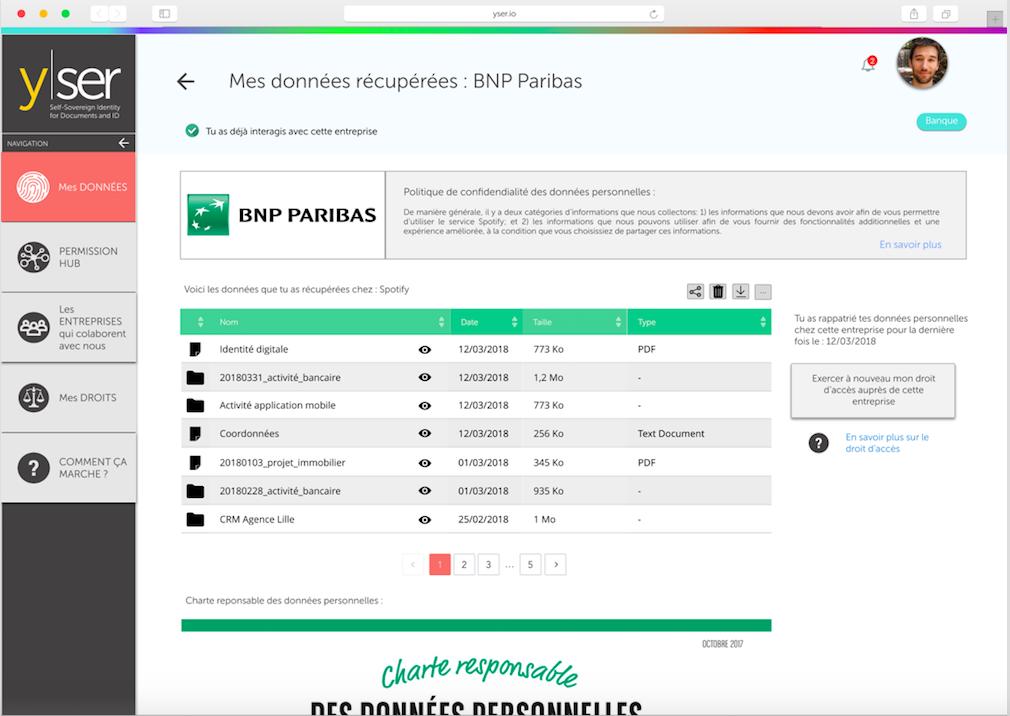 yser.io
y|ser
Self-Sovereign Identity
for Documents and ID
NAVIGATION
Mes DONNÉES
PERMISSION
HUB
Les
ENTREPRISES
qui colaborent
avec nous
Mes DROITS
COMMENT ÇA
MARCHE ?
Mes données récupérées : BNP Paribas
2
Tu as déjà interagis avec cette entreprise
Banque
BNP PARIBAS
Politique de confidendialité des données personnelles :
De manière générale, il y a deux catégories d'informations que nous collectons: 1) les informations que nous devons avoir afin de vous permettre
d'utiliser le service Spotify; et 2) les informations que nous pouvons utiliser afin de vous fournir des fonctionnalités additionnelles et une
expérience améliorée, à la condition que vous choisissiez de partager ces informations.
En savoir plus
Voici les données que tu as récupérées chez : Spotify
...
Nom Date Taille Type
Identité digitale 12/03/2018 773 Ko PDF
20180331_activité_bancaire 12/03/2018 1,2 Mo -
Activité application mobile 12/03/2018 773 Ko -
Coordonnées 12/03/2018 256 Ko Text Document
20180103_projet_immobilier 01/03/2018 345 Ko PDF
20180228_activité_bancaire 01/03/2018 935 Ko -
CRM Agence Lille 25/02/2018 1 Mo -
< 1 2 3 ... 5 >
Tu as rappatrié tes données personelles
chez cette entreprise pour la dernière
fois le : 12/03/2018
Exercer à nouveau mon droit
d'accès auprès de cette
entreprise
?
En savoir plus sur le
droit d'accès
Charte reponsable des données personnelles :
OCTOBRE 2017
Charte responsable
DES DONNÉES PERSONNELLES